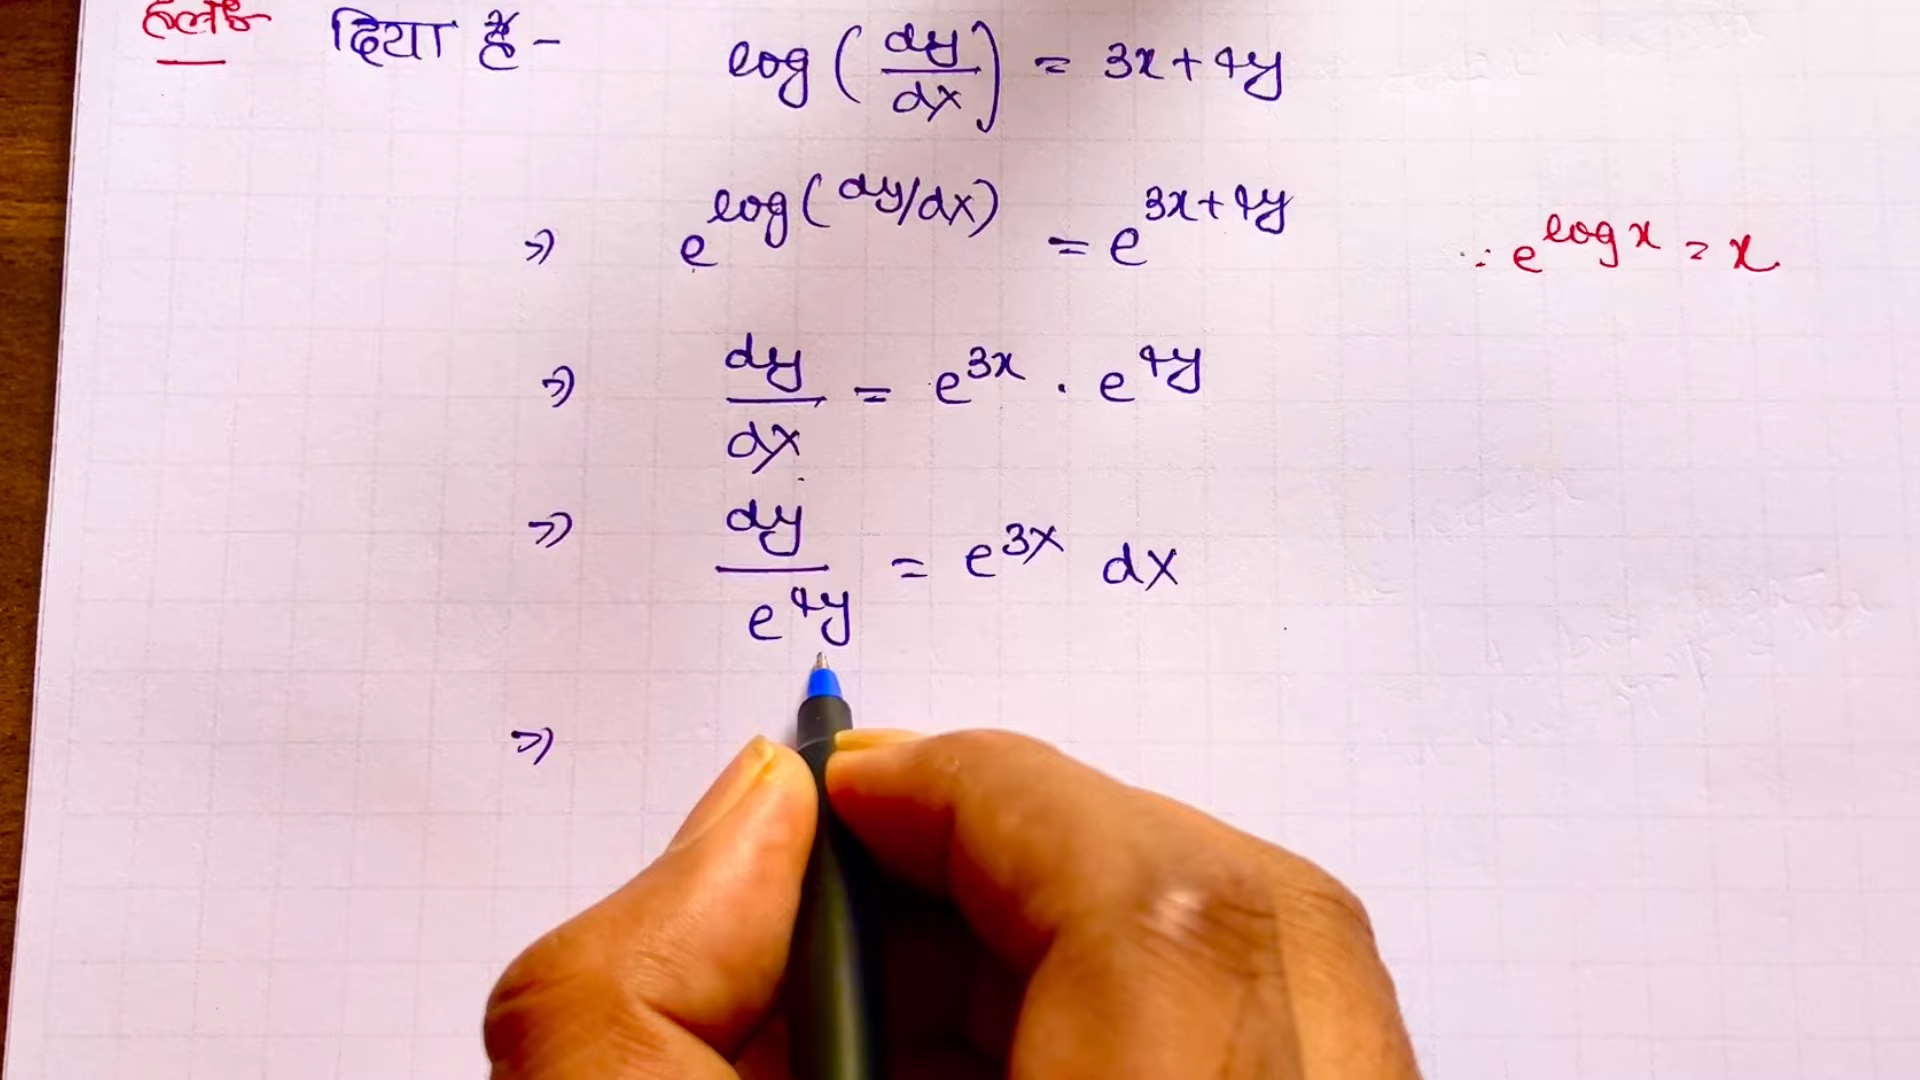 हलः दिया है - log(dy/dx) = 3x+4y
⇒ e^log(dy/dx) = e^3x+4y ∵ e^log x = x
⇒ dy/dx = e^3x . e^4y
⇒ dy/e^4y = e^3x dx
⇒